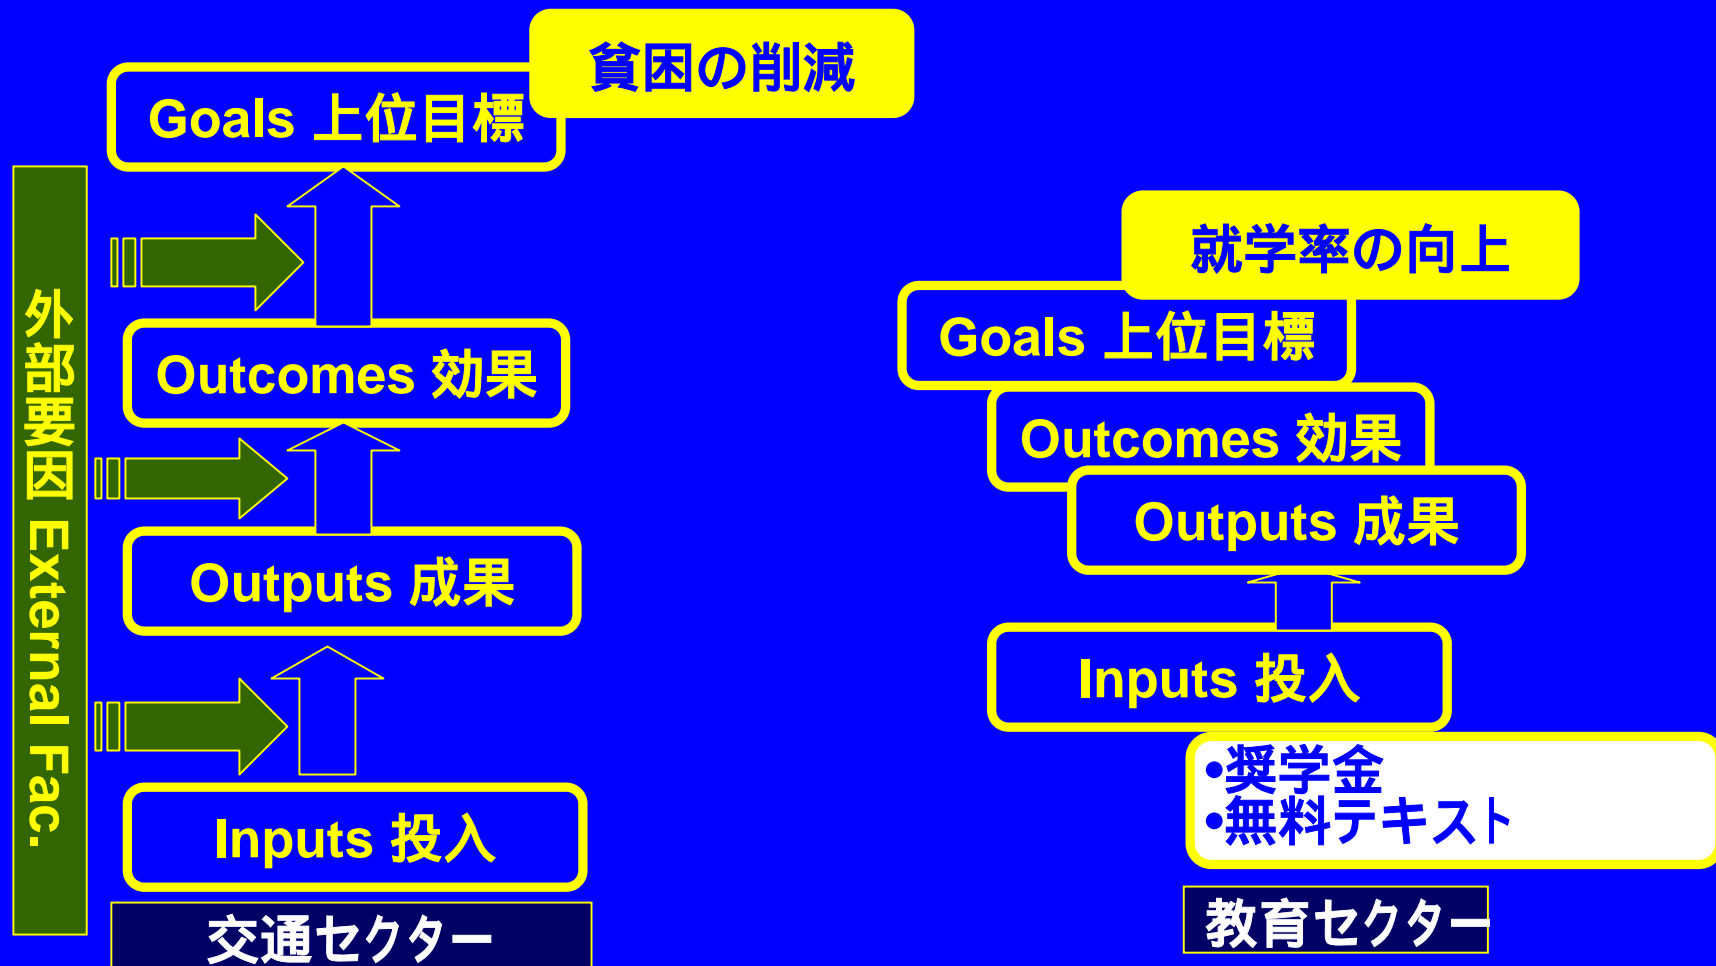 貧困の削減
Goals 上位目標
外部要因 External Fac.
Outcomes 効果
Outputs 成果
Inputs 投入
交通セクター
就学率の向上
Goals 上位目標
Outcomes 効果
Outputs 成果
Inputs 投入
•奨学金
•無料テキスト
教育セクター